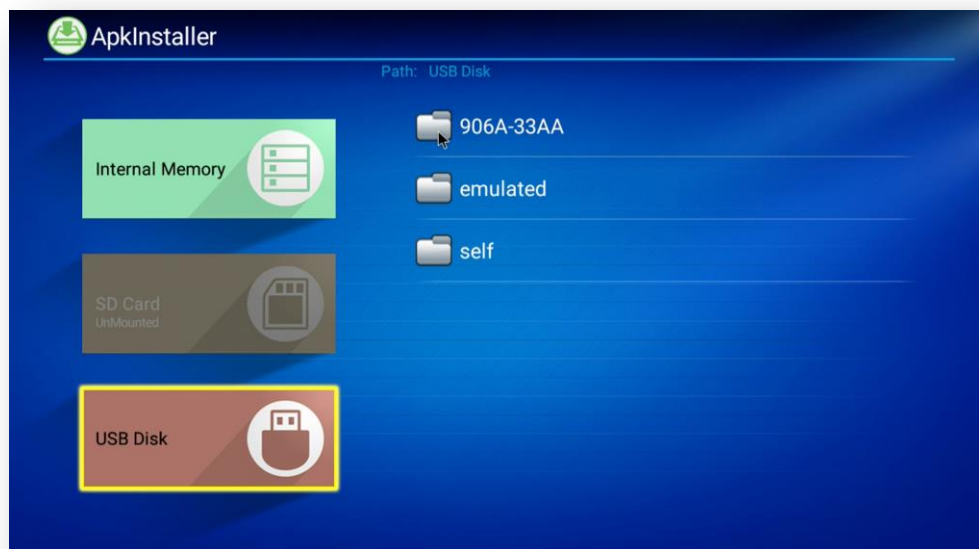 ApkInstaller
Path: USB Disk
Internal Memory
SD Card
UnMounted
USB Disk
906A-33AA
emulated
self